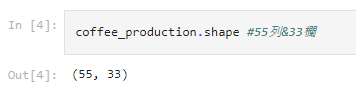 In [4]: coffee_production.shape #55列&33欄
Out[4]: (55, 33)